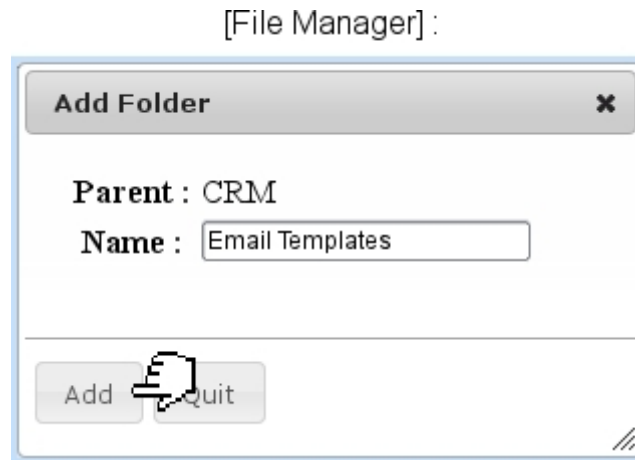 [File Manager] :
Add Folder
Parent : CRM
Name : Email Templates
Add Quit